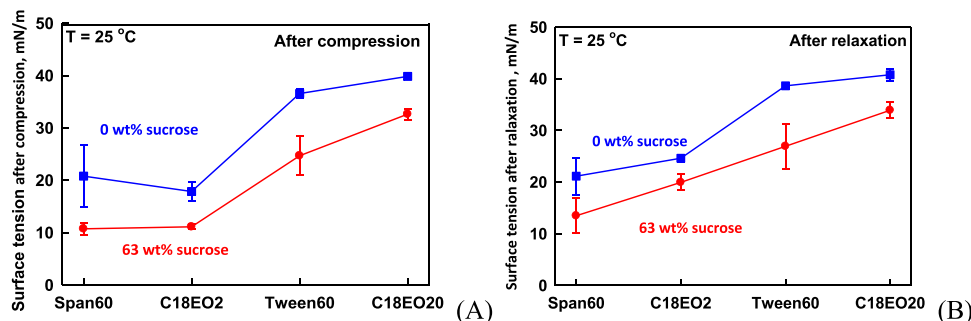 Surface tension after compression, mN/m
50
40
30
20
10
0
T = 25 °C
After compression
0 wt% sucrose
63 wt% sucrose
Span60 C18EO2 Tween60 C18EO20
(A)
Surface tension after ralaxation , mN/m
50
40
30
20
10
0
T = 25 °C
After relaxation
0 wt% sucrose
63 wt% sucrose
Span60 C18EO2 Tween60 C18EO20
(B)